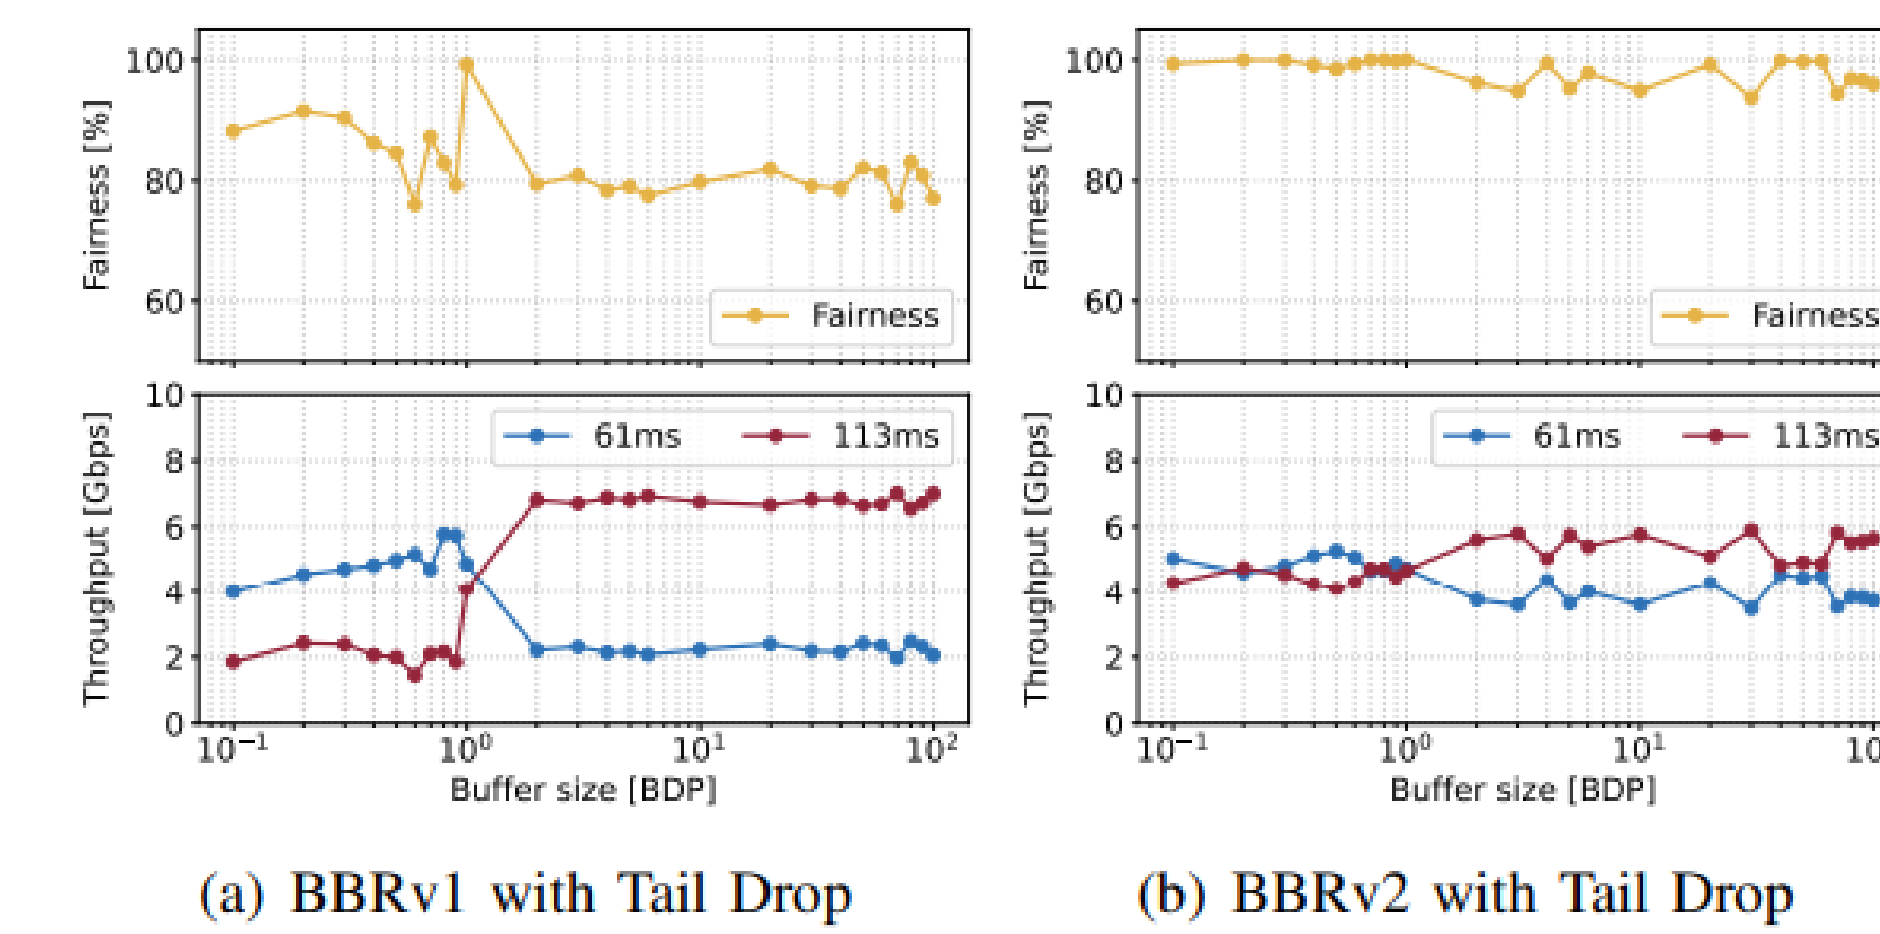 100
80
60
Fairness [%]
Fairness
10
8
6
4
2
0
Throughput [Gbps]
61ms 113ms
10⁻¹ 10⁰ 10¹ 10²
Buffer size [BDP]
(a) BBRv1 with Tail Drop
100
80
60
Fairness [%]
Fairness
10
8
6
4
2
0
Throughput [Gbps]
61ms 113ms
10⁻¹ 10⁰ 10¹ 10
Buffer size [BDP]
(b) BBRv2 with Tail Drop